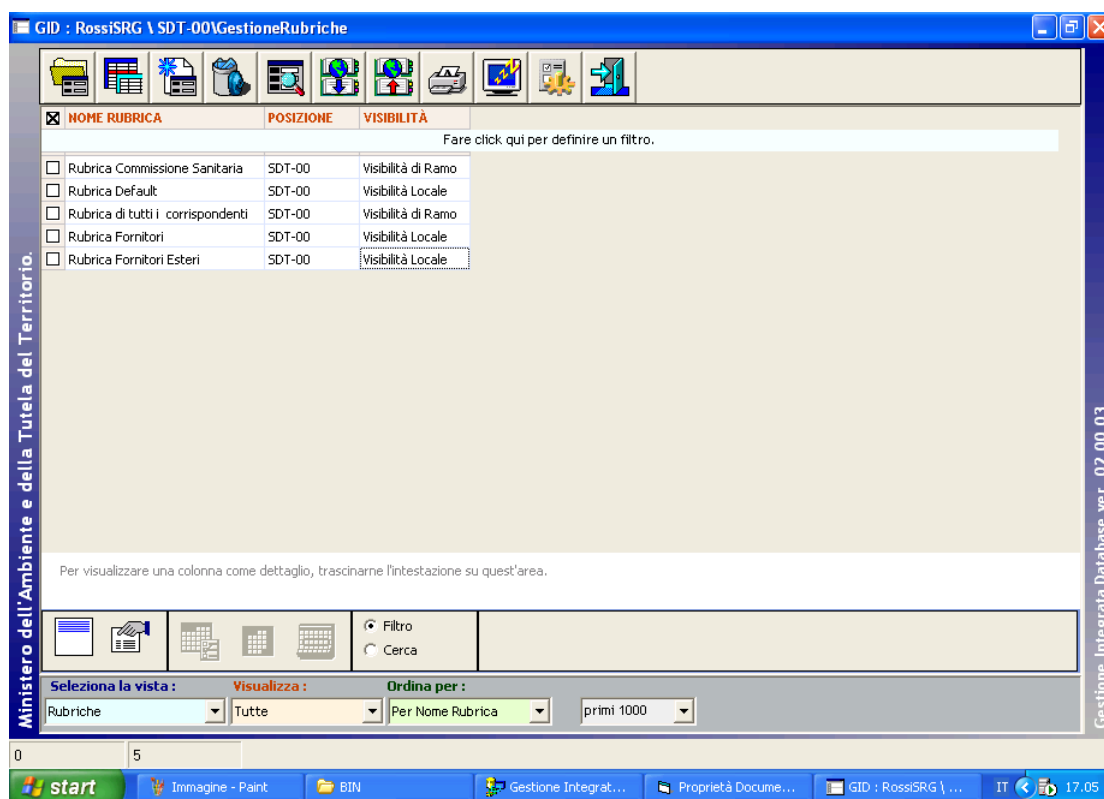 GID : RossiSRG \ SDT-00\GestioneRubriche
NOME RUBRICA POSIZIONE VISIBILITÀ
Fare click qui per definire un filtro.
Rubrica Commissione Sanitaria SDT-00 Visibilità di Ramo
Rubrica Default SDT-00 Visibilità Locale
Rubrica di tutti i corrispondenti SDT-00 Visibilità di Ramo
Rubrica Fornitori SDT-00 Visibilità Locale
Rubrica Fornitori Esteri SDT-00 Visibilità Locale
Ministero dell'Ambiente e della Tutela del Territorio.
Gestione Integrata Database ver. 02.00.03
Per visualizzare una colonna come dettaglio, trascinarne l'intestazione su quest'area.
Filtro
Cerca
Seleziona la vista : Visualizza : Ordina per :
Rubriche Tutte Per Nome Rubrica primi 1000
0 5
start Immagine - Paint BIN Gestione Integrat... Proprietà Docume... GID : RossiSRG \ ... IT 17.05